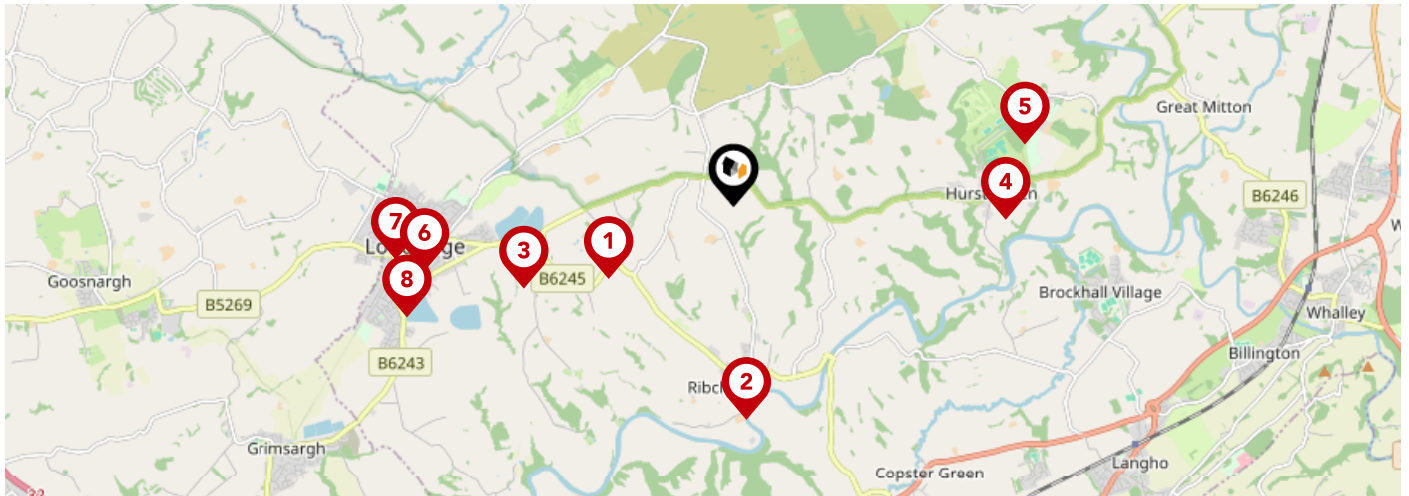 Great Mitton
5
4
B6246
7
6
1
3
8
B6245
Goosnargh
B5269
Brockhall Village
Whalley
B6243
Billington
2
Grimsargh
Langho
Copster Green